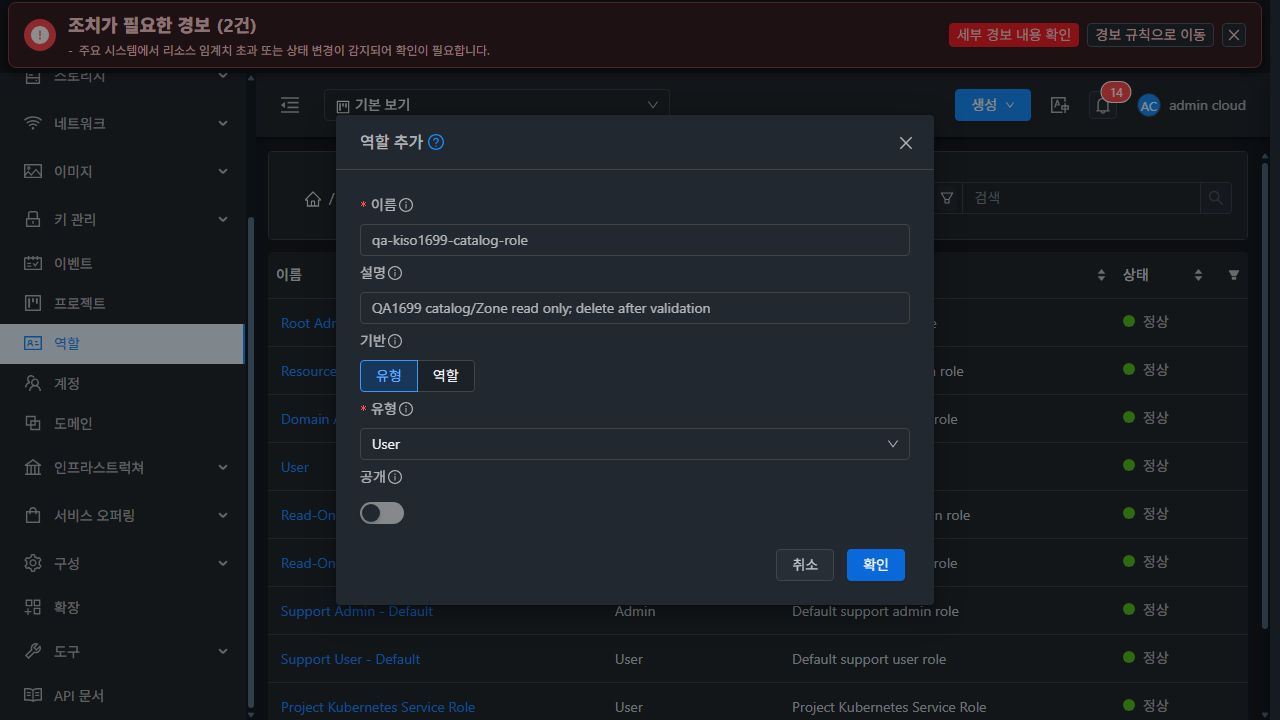 조치가 필요한 경보 (2건)
- 주요 시스템에서 리소스 임계치 초과 또는 상태 변경이 감지되어 확인이 필요합니다.
세부 경보 내용 확인
경보 규칙으로 이동
스토리지
네트워크
이미지
키 관리
이벤트
프로젝트
역할
계정
도메인
인프라스트럭쳐
서비스 오퍼링
구성
확장
도구
API 문서
기본 보기
생성
14
AC
admin cloud
/
검색
역할 추가
* 이름
qa-kiso1699-catalog-role
설명
QA1699 catalog/Zone read only; delete after validation
기반
유형
역할
* 유형
User
공개
취소
확인
이름
상태
Root Adm
정상
Resource
role
정상
Domain
role
정상
User
정상
Read-On
role
정상
Read-On
role
정상
Support Admin - Default
Admin
Default support admin role
정상
Support User - Default
User
Default support user role
정상
Project Kubernetes Service Role
User
Project Kubernetes Service Role
정상